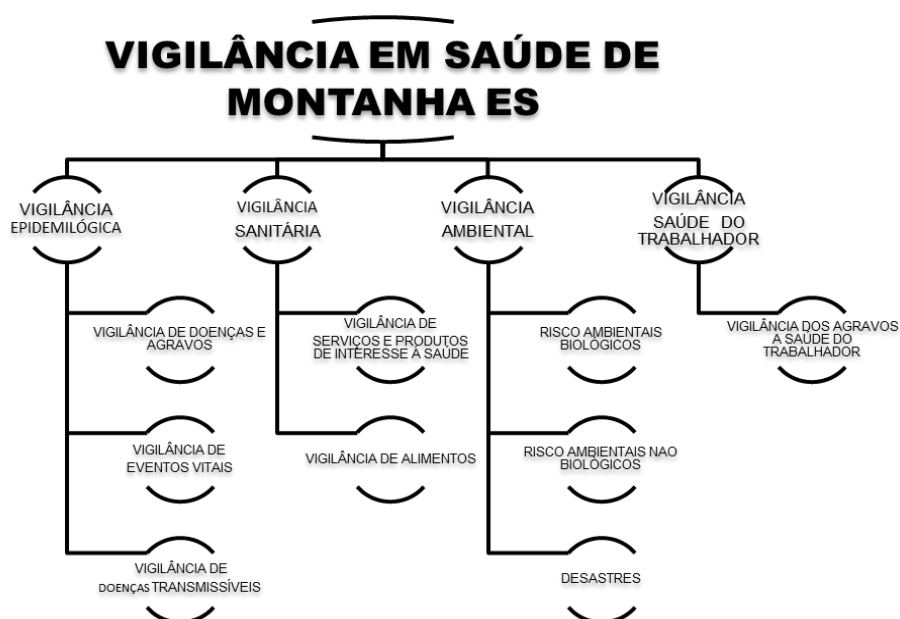 VIGILÂNCIA EM SAÚDE DE
MONTANHA ES
VIGILÂNCIA
EPIDEMILÓGICA
VIGILÂNCIA
SANITÁRIA
VIGILÂNCIA
AMBIENTAL
VIGILÂNCIA
SAÚDE DO
TRABALHADOR
VIGILÂNCIA DE DOENÇAS E
AGRAVOS
VIGILÂNCIA DE
EVENTOS VITAIS
VIGILÂNCIA DE
DOENÇAS TRANSMISSÍVEIS
VIGILÂNCIA DE
SERVIÇOS E PRODUTOS
DE INTERESSE À SAÚDE
VIGILÂNCIA DE ALIMENTOS
RISCO AMBIENTAIS
BIOLÓGICOS
RISCO AMBIENTAIS NAO
BIOLÓGICOS
DESASTRES
VIGILÂNCIA DOS AGRAVOS
A SAÚDE DO
TRABALHADOR